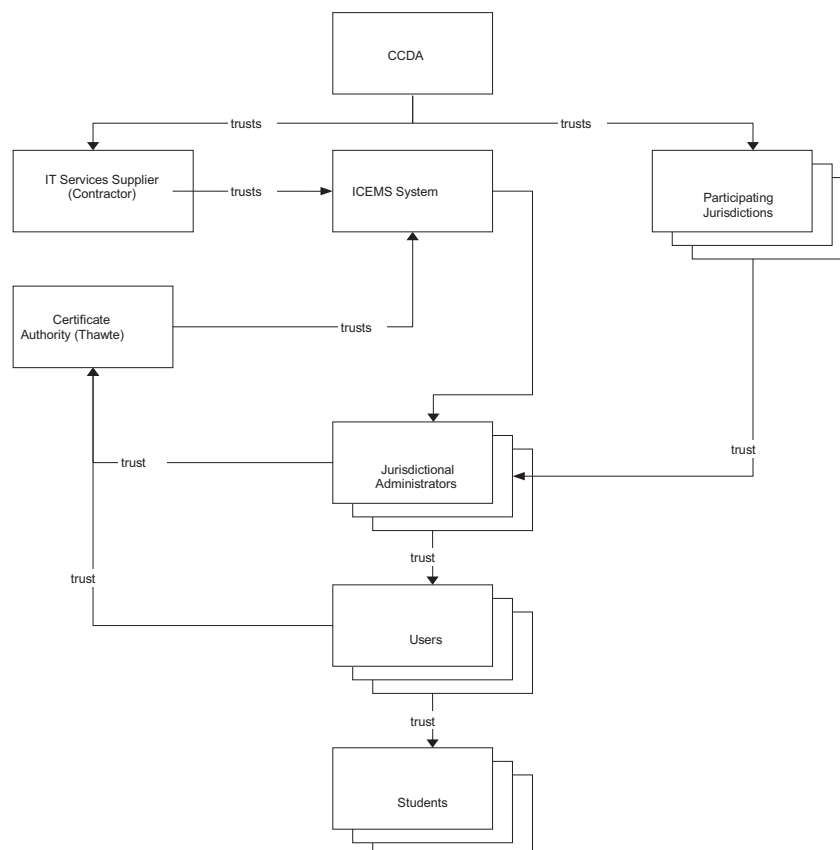 CCDA
trusts
trusts
IT Services Supplier
(Contractor)
trusts
ICEMS System
Participating
Jurisdictions
Certificate
Authority (Thawte)
trusts
trust
Jurisdictional
Administrators
trust
trust
trust
Users
trust
Students